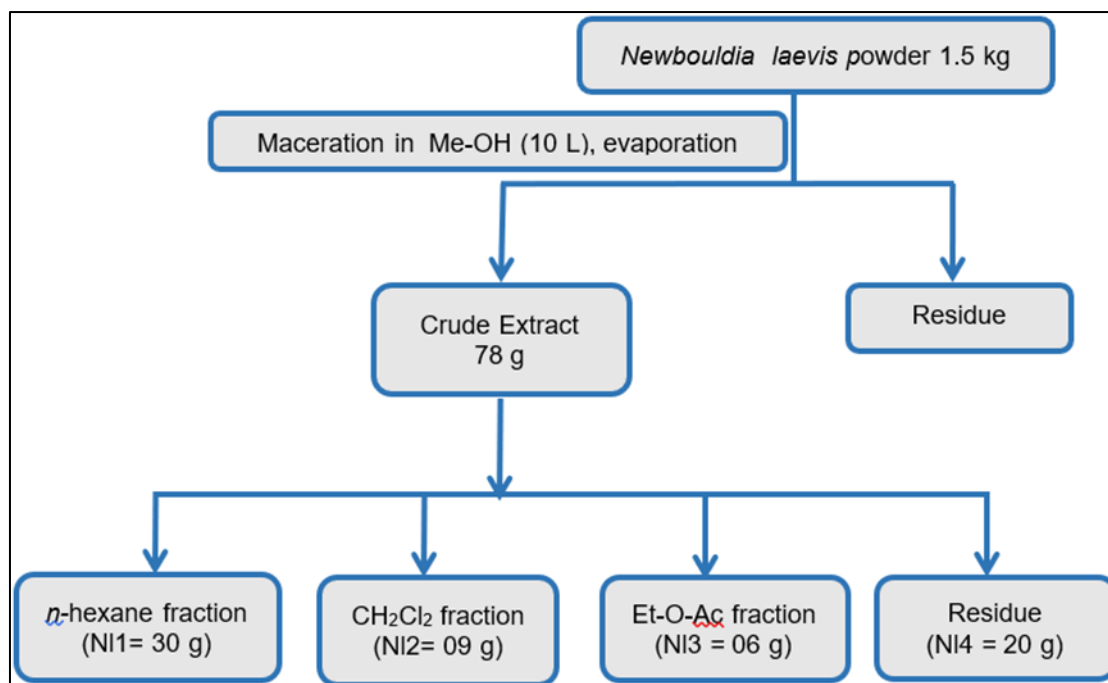 Newbouldia laevis powder 1.5 kg
Maceration in Me-OH (10 L), evaporation
Crude Extract
78 g
Residue
n-hexane fraction
(Nl1= 30 g)
CH₂Cl₂ fraction
(Nl2= 09 g)
Et-O-Ac fraction
(Nl3 = 06 g)
Residue
(Nl4 = 20 g)